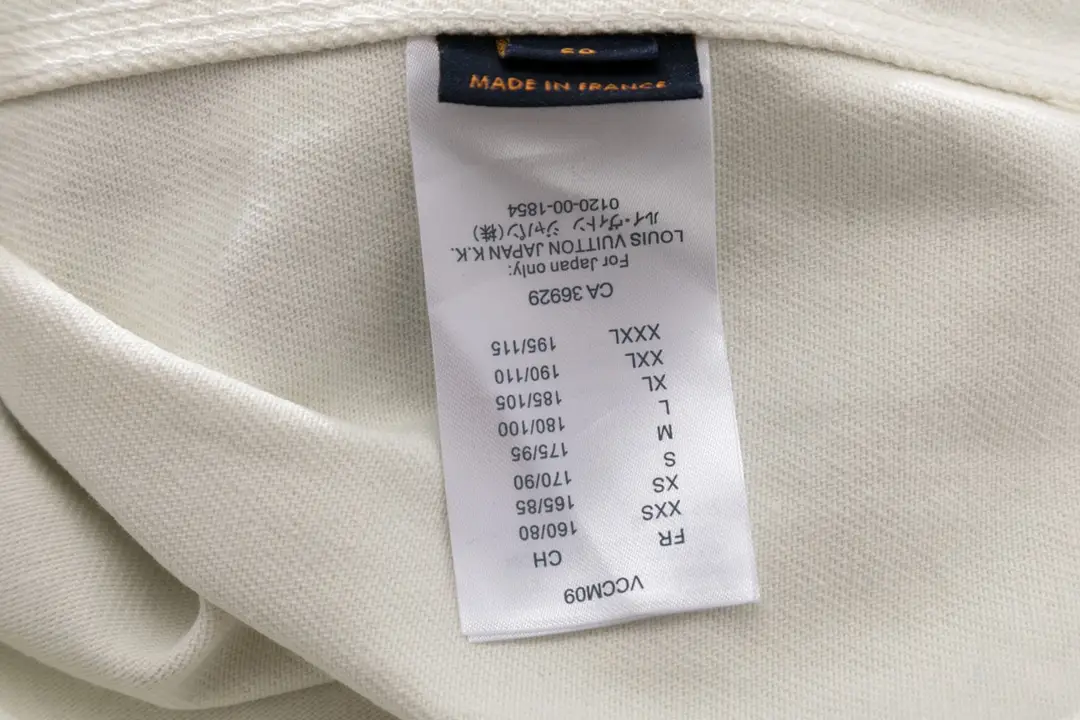 MADE IN FRANCE
VCCM09
FR CH
XXS 160/80
XS 165/85
S 170/90
M 175/95
L 180/100
XL 185/105
XXL 190/110
XXXL 195/115
CA 36929
For Japan only:
LOUIS VUITTON JAPAN K.K.
ルイ・ヴィトン ジャパン(株)
0120-00-1854